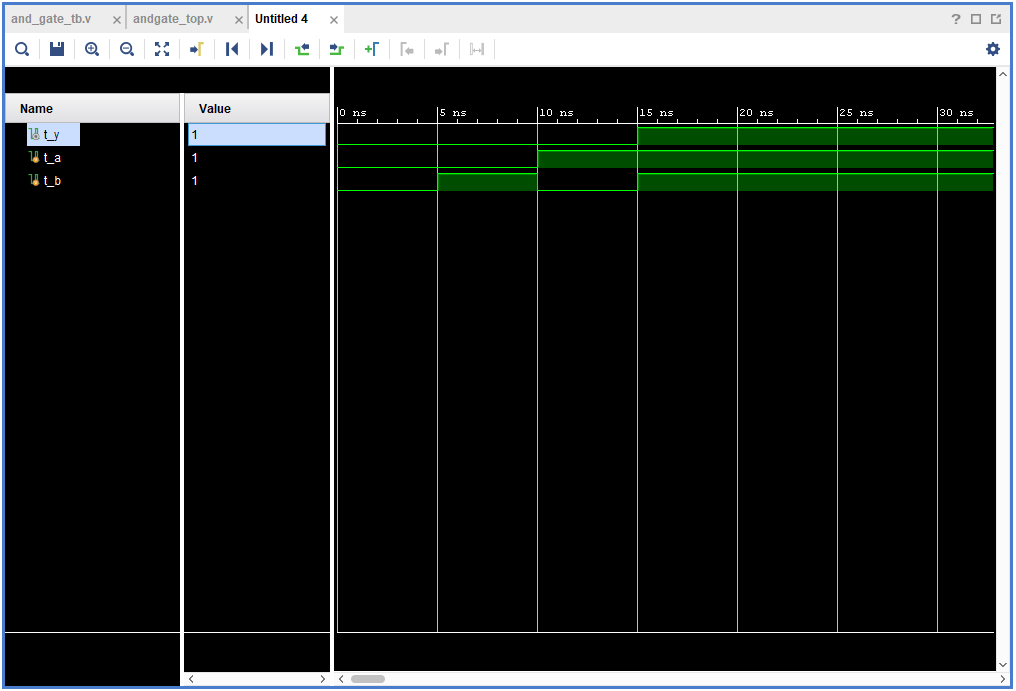 and_gate_tb.v × andgate_top.v × Untitled 4 ×
?
Name Value
0 ns 5 ns 10 ns 15 ns 20 ns 25 ns 30 ns
t_y 1
t_a 1
t_b 1